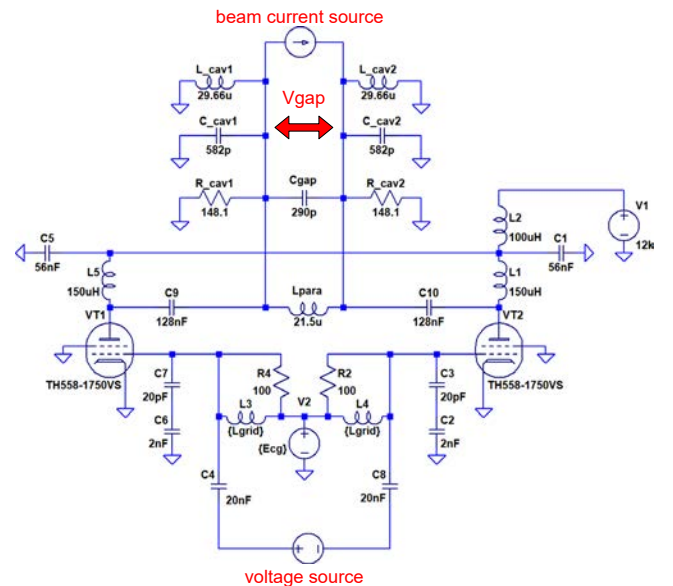 beam current source
L_cav1
29.66u
L_cav2
29.66u
Vgap
C_cav1
582p
C_cav2
582p
R_cav1
148.1
Cgap
290p
R_cav2
148.1
L2
100uH
V1
12k
C5
56nF
C1
56nF
L5
150uH
L1
150uH
C9
128nF
Lpara
21.5u
C10
128nF
VT1
VT2
TH558-1750VS
TH558-1750VS
C7
20pF
R4
100
R2
100
C3
20pF
V2
L3
{Lgrid}
L4
{Lgrid}
C6
2nF
C2
2nF
{Ecg}
C4
20nF
C8
20nF
voltage source